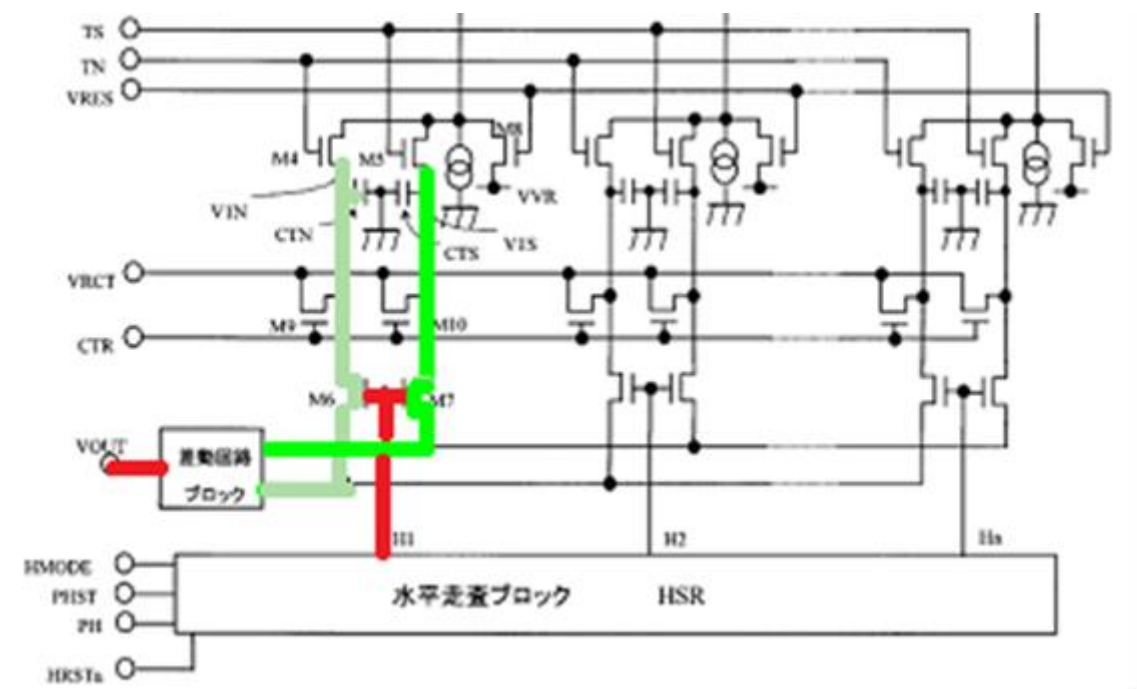 TS
TN
VRES
M8
M4
M5
V1N
VVR
CTN
CTS
V1S
VRCT
M9
M10
CTR
M6
M7
VOUT
差動回路
ブロック
H1
H2
Hn
HMODE
水平走査ブロック HSR
PHST
PH
HRSTn